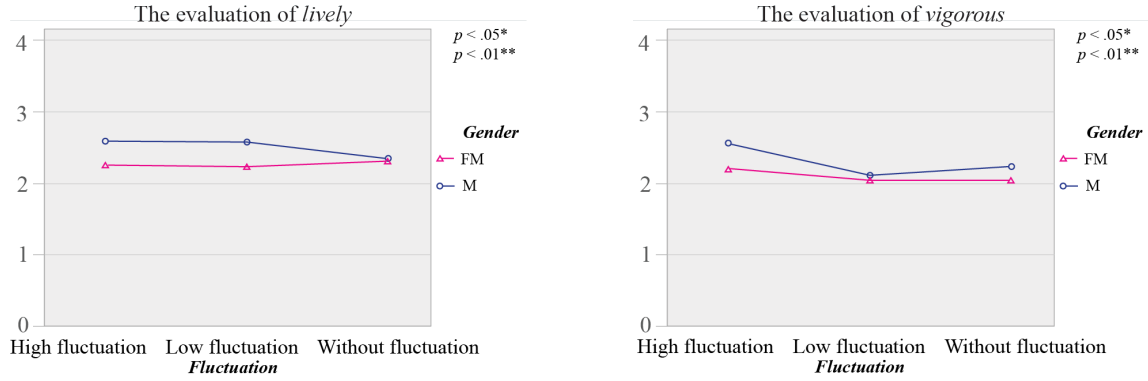 The evaluation of lively
4
3
2
1
0
p < .05*
p < .01**
Gender
FM
M
High fluctuation Low fluctuation Without fluctuation
Fluctuation
The evaluation of vigorous
4
3
2
1
0
p < .05*
p < .01**
Gender
FM
M
High fluctuation Low fluctuation Without fluctuation
Fluctuation